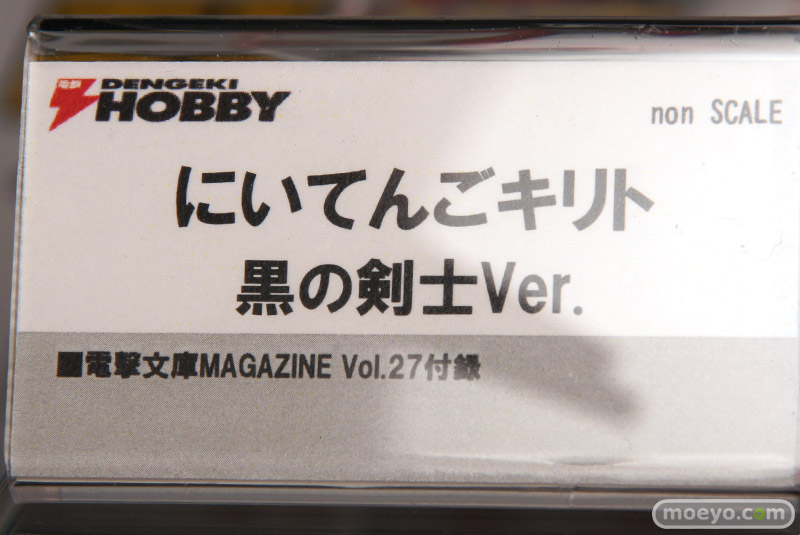 電撃
DENGEKI
HOBBY
non SCALE
にいてんごキリト
黒の剣士Ver.
■電撃文庫MAGAZINE Vol.27付録
moeyo.com